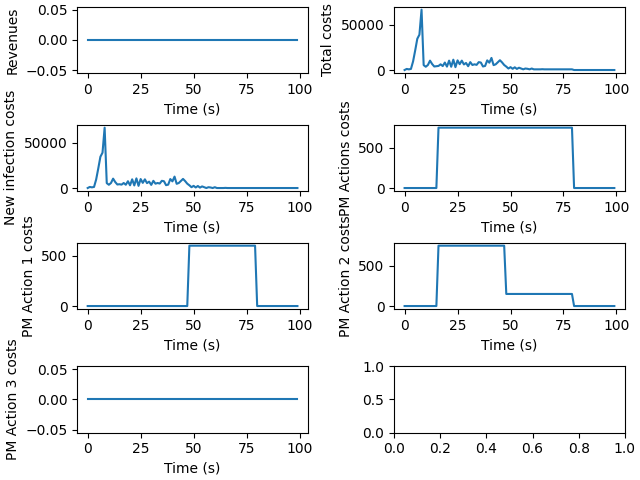 Revenues
0.05
0.00
−0.05
0 25 50 75 100
Time (s)
Total costs
50000
0
0 25 50 75 100
Time (s)
New infection costs
50000
0
0 25 50 75 100
Time (s)
PM Actions costs
500
0
0 25 50 75 100
Time (s)
PM Action 1 costs
500
0
0 25 50 75 100
Time (s)
PM Action 2 costs
500
0
0 25 50 75 100
Time (s)
PM Action 3 costs
0.05
0.00
−0.05
0 25 50 75 100
Time (s)
1.0
0.5
0.0
0.0 0.2 0.4 0.6 0.8 1.0